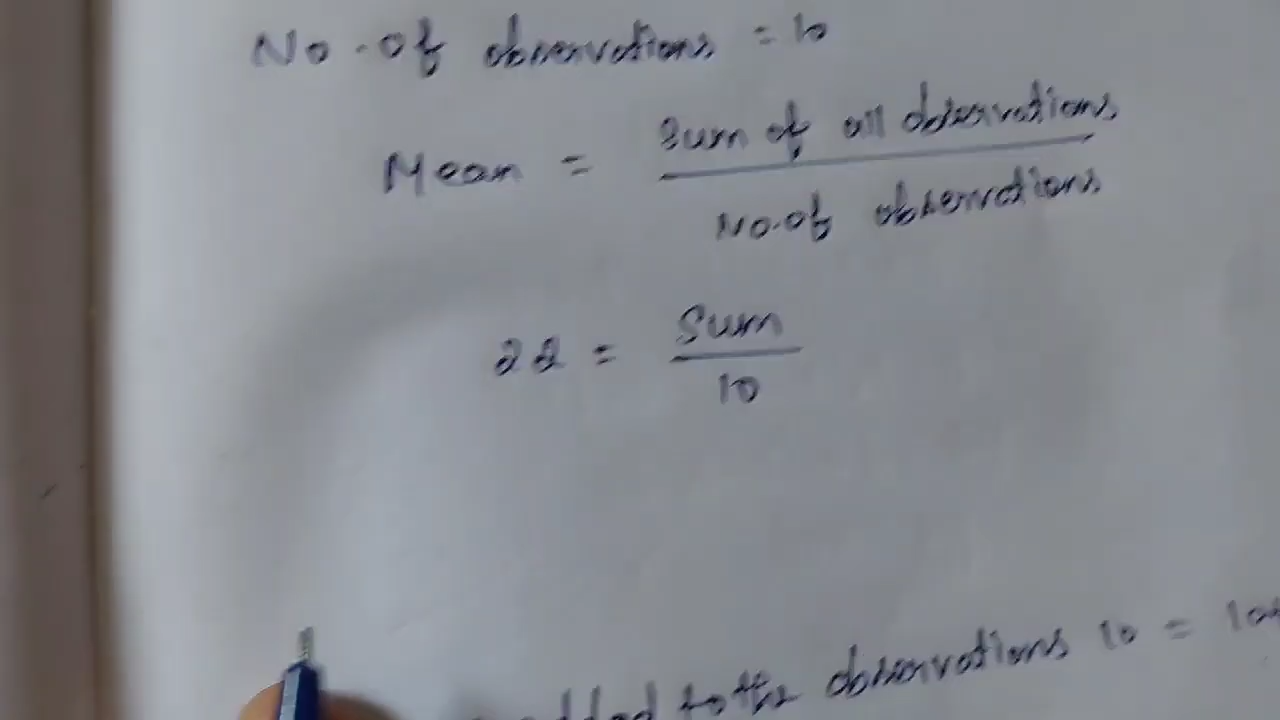 No. of observations = 10
Mean = Sum of all observations
No. of observations
22 = Sum
10
added to the observations 10 =